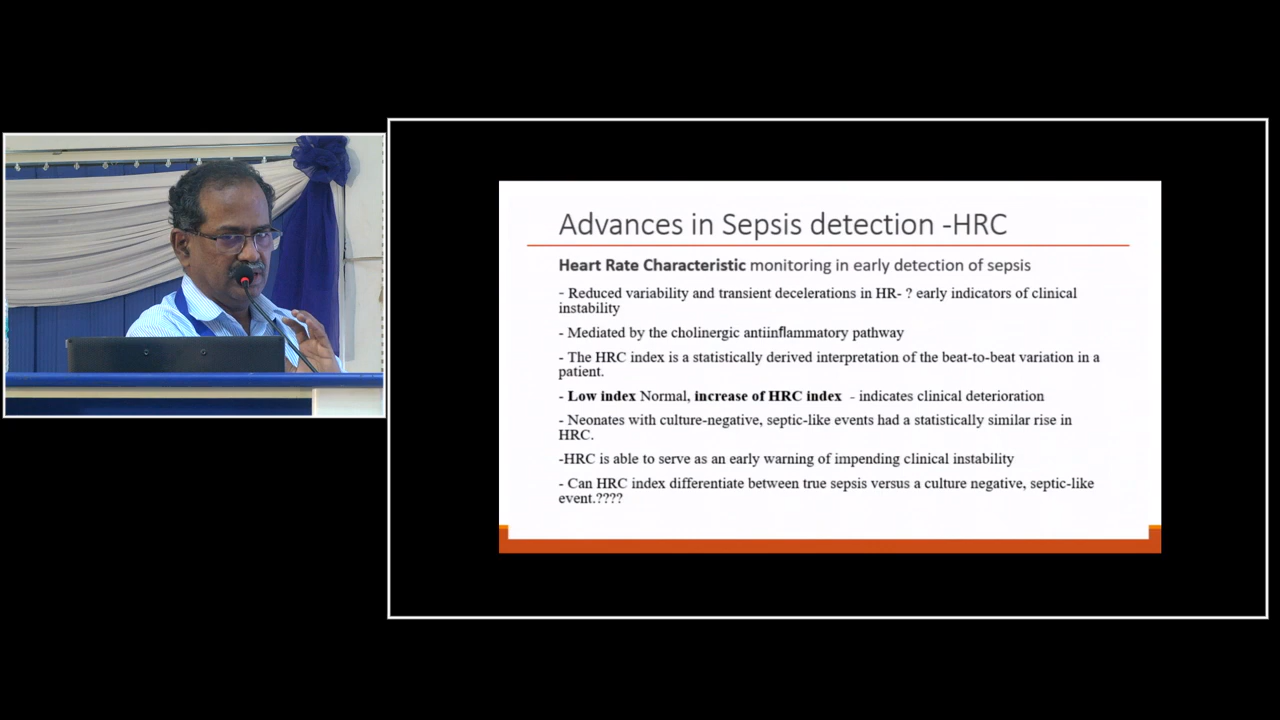 Advances in Sepsis detection -HRC
Heart Rate Characteristic monitoring in early detection of sepsis
- Reduced variability and transient decelerations in HR- ? early indicators of clinical
instability
- Mediated by the cholinergic antiinflammatory pathway
- The HRC index is a statistically derived interpretation of the beat-to-beat variation in a
patient.
- Low index Normal, increase of HRC index - indicates clinical deterioration
- Neonates with culture-negative, septic-like events had a statistically similar rise in
HRC.
-HRC is able to serve as an early warning of impending clinical instability
- Can HRC index differentiate between true sepsis versus a culture negative, septic-like
event.????